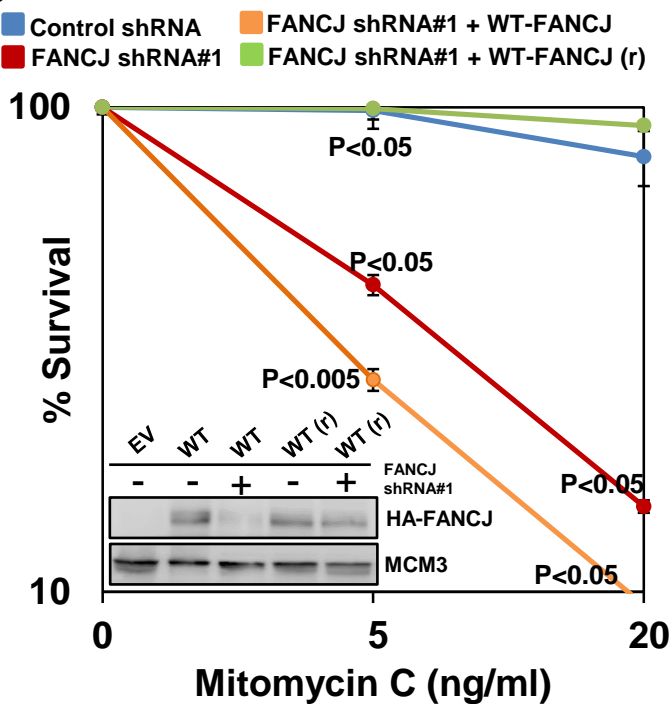 Control shRNA
FANCJ shRNA#1 + WT-FANCJ
FANCJ shRNA#1
FANCJ shRNA#1 + WT-FANCJ (r)
100
P<0.05
P<0.05
% Survival
P<0.005
EV WT WT WT (r) WT (r)
- - + - + FANCJ
shRNA#1
P<0.05
HA-FANCJ
MCM3
P<0.05
10
0 5 20
Mitomycin C (ng/ml)